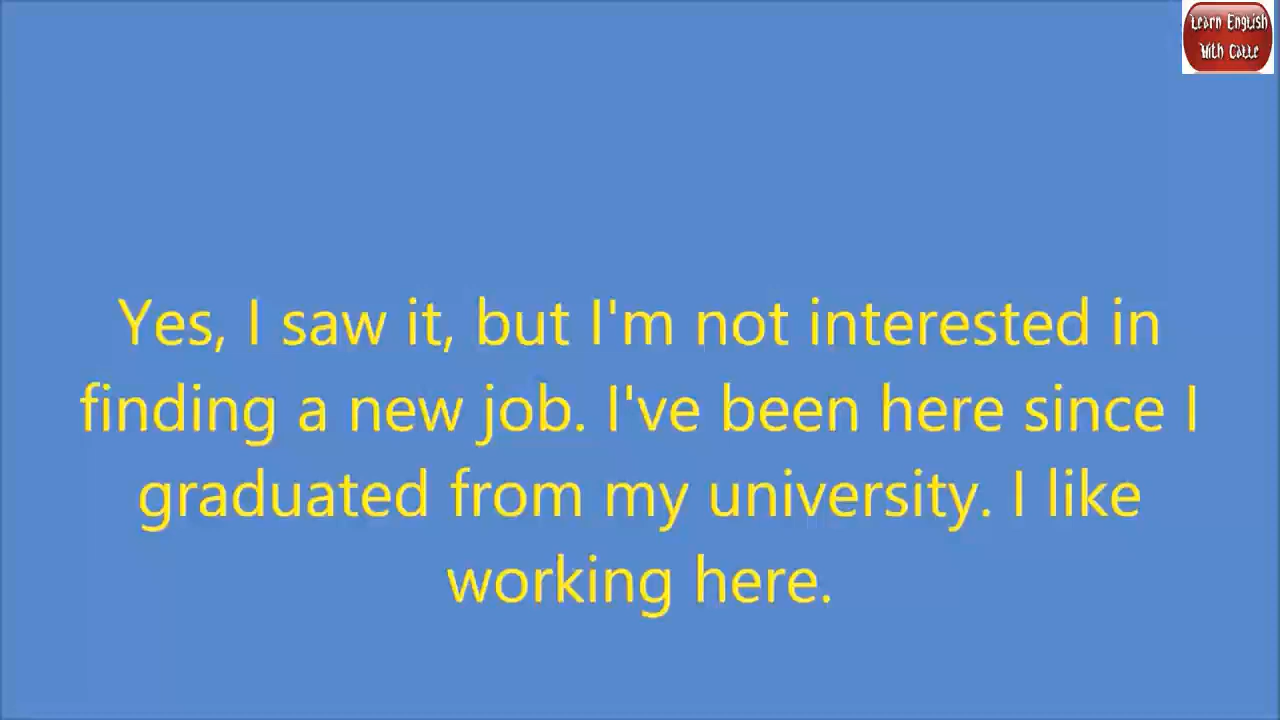 Learn English
With Calle
Yes, I saw it, but I'm not interested in
finding a new job. I've been here since I
graduated from my university. I like
working here.